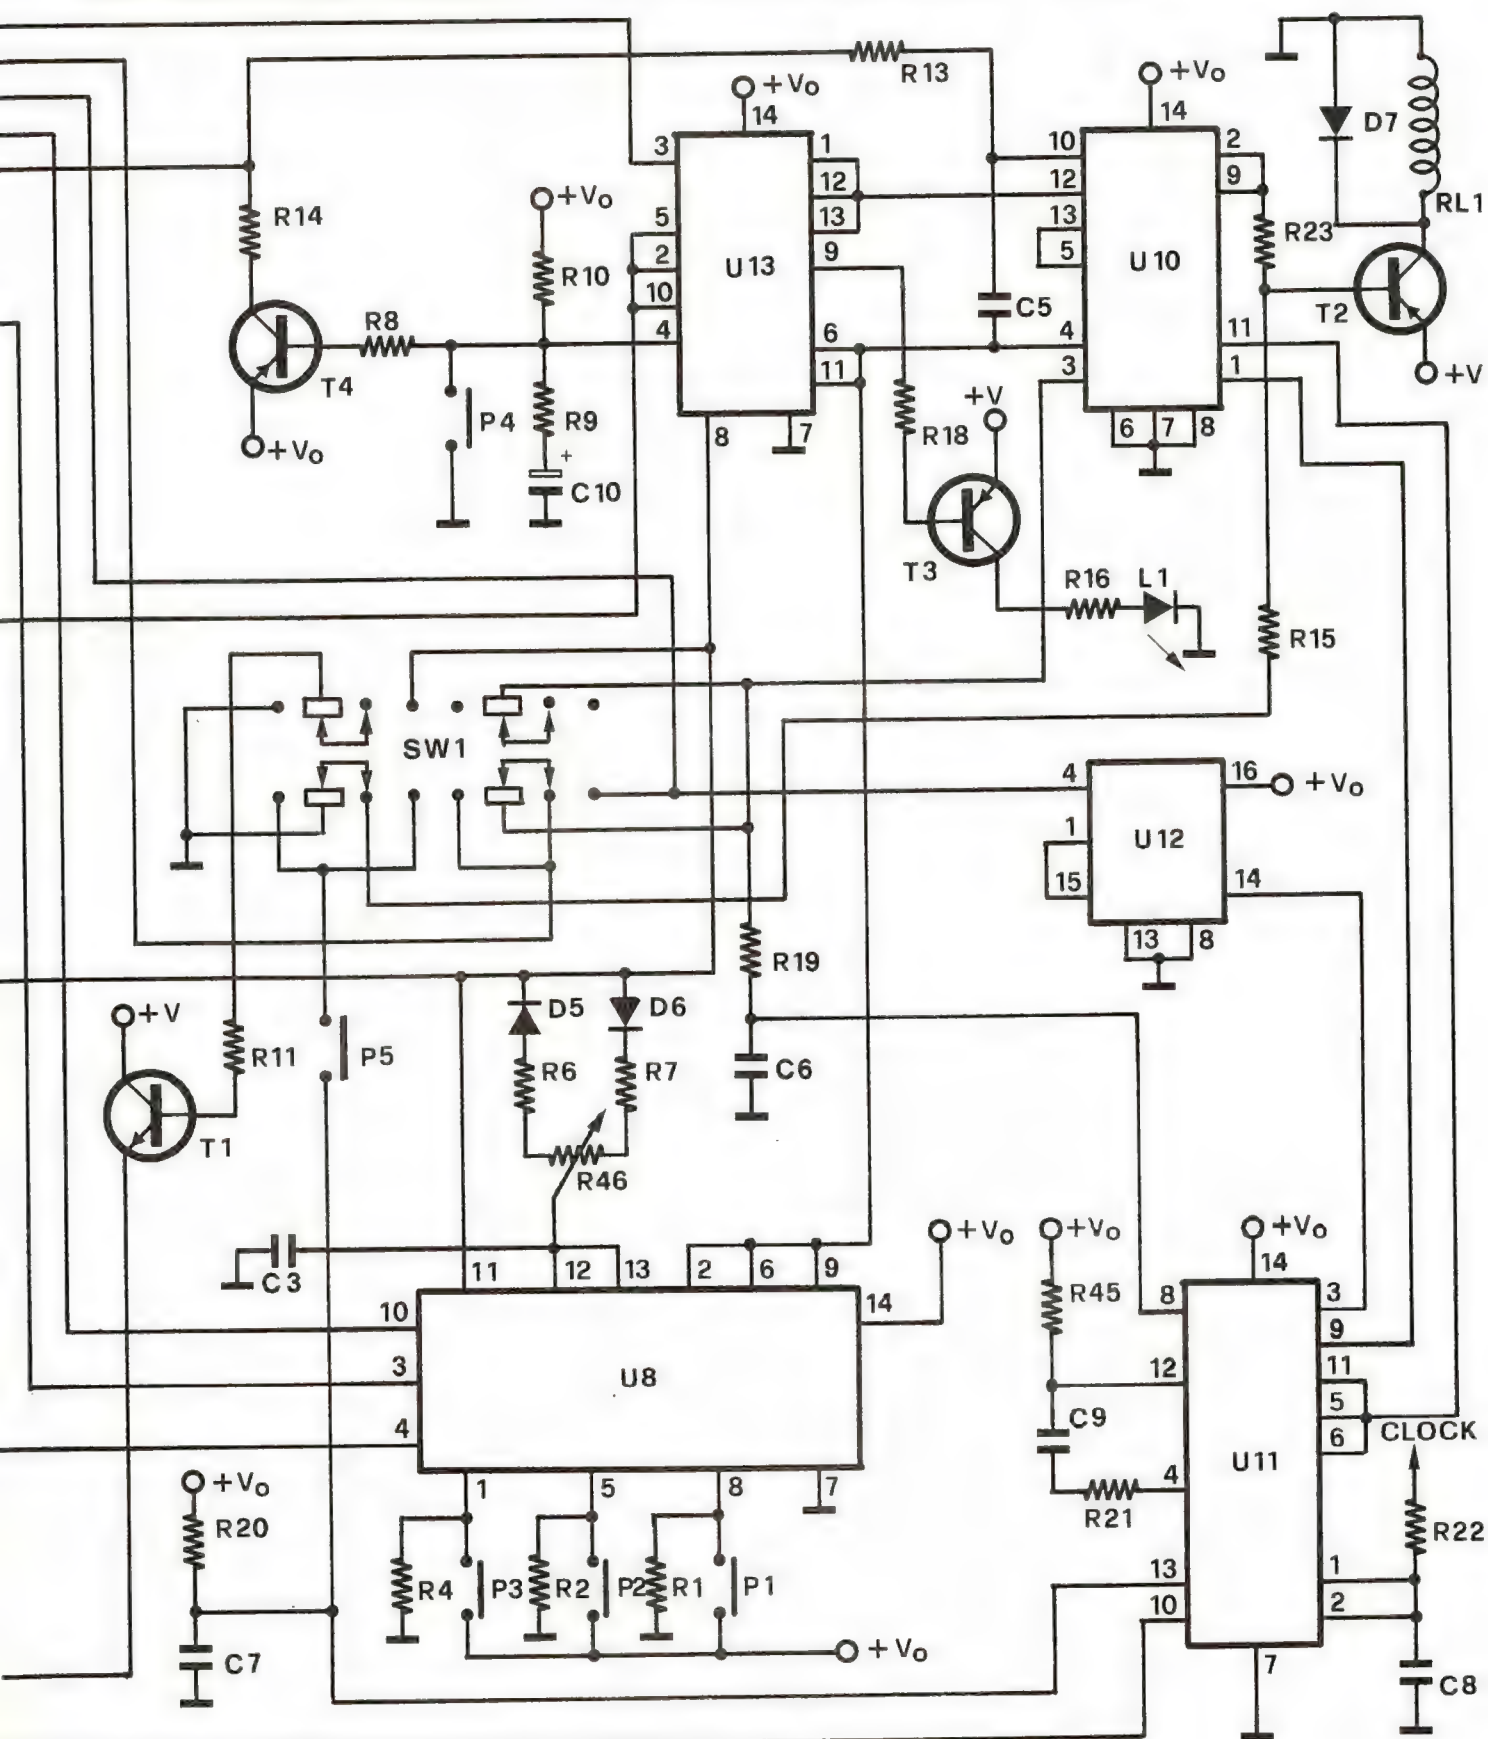 R13
+Vo
14
+Vo
14
D7
3
1
10
2
12
12
9
R14
+Vo
13
13
R23
RL1
5
9
5
2
U13
U10
R10
10
C5
T2
R8
4
6
4
11
11
3
1
+V
T4
P4
R9
+V
R18
+Vo
8
7
6
7
8
+
C10
T3
R16
L1
R15
SW1
4
16
+Vo
1
U12
15
14
13
8
R19
+V
D5
D6
R11
P5
R6
R7
C6
T1
R46
+Vo
+Vo
+Vo
C3
11
12
13
2
6
9
14
10
14
R45
8
3
9
3
U8
12
11
C9
5
CLOCK
4
6
U11
+Vo
1
5
8
7
4
R21
R20
R22
R4
P3
R2
P2
R1
P1
13
1
10
2
C7
+Vo
7
C8